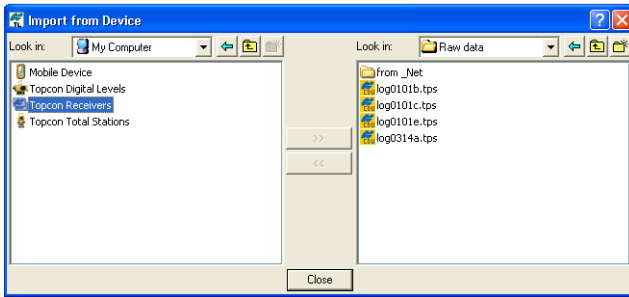 Import from Device
Look in: My Computer
Look in: Raw data
Mobile Device
Topcon Digital Levels
Topcon Receivers
Topcon Total Stations
>>
<<
from _Net
log0101b.tps
log0101c.tps
log0101e.tps
log0314a.tps
Close